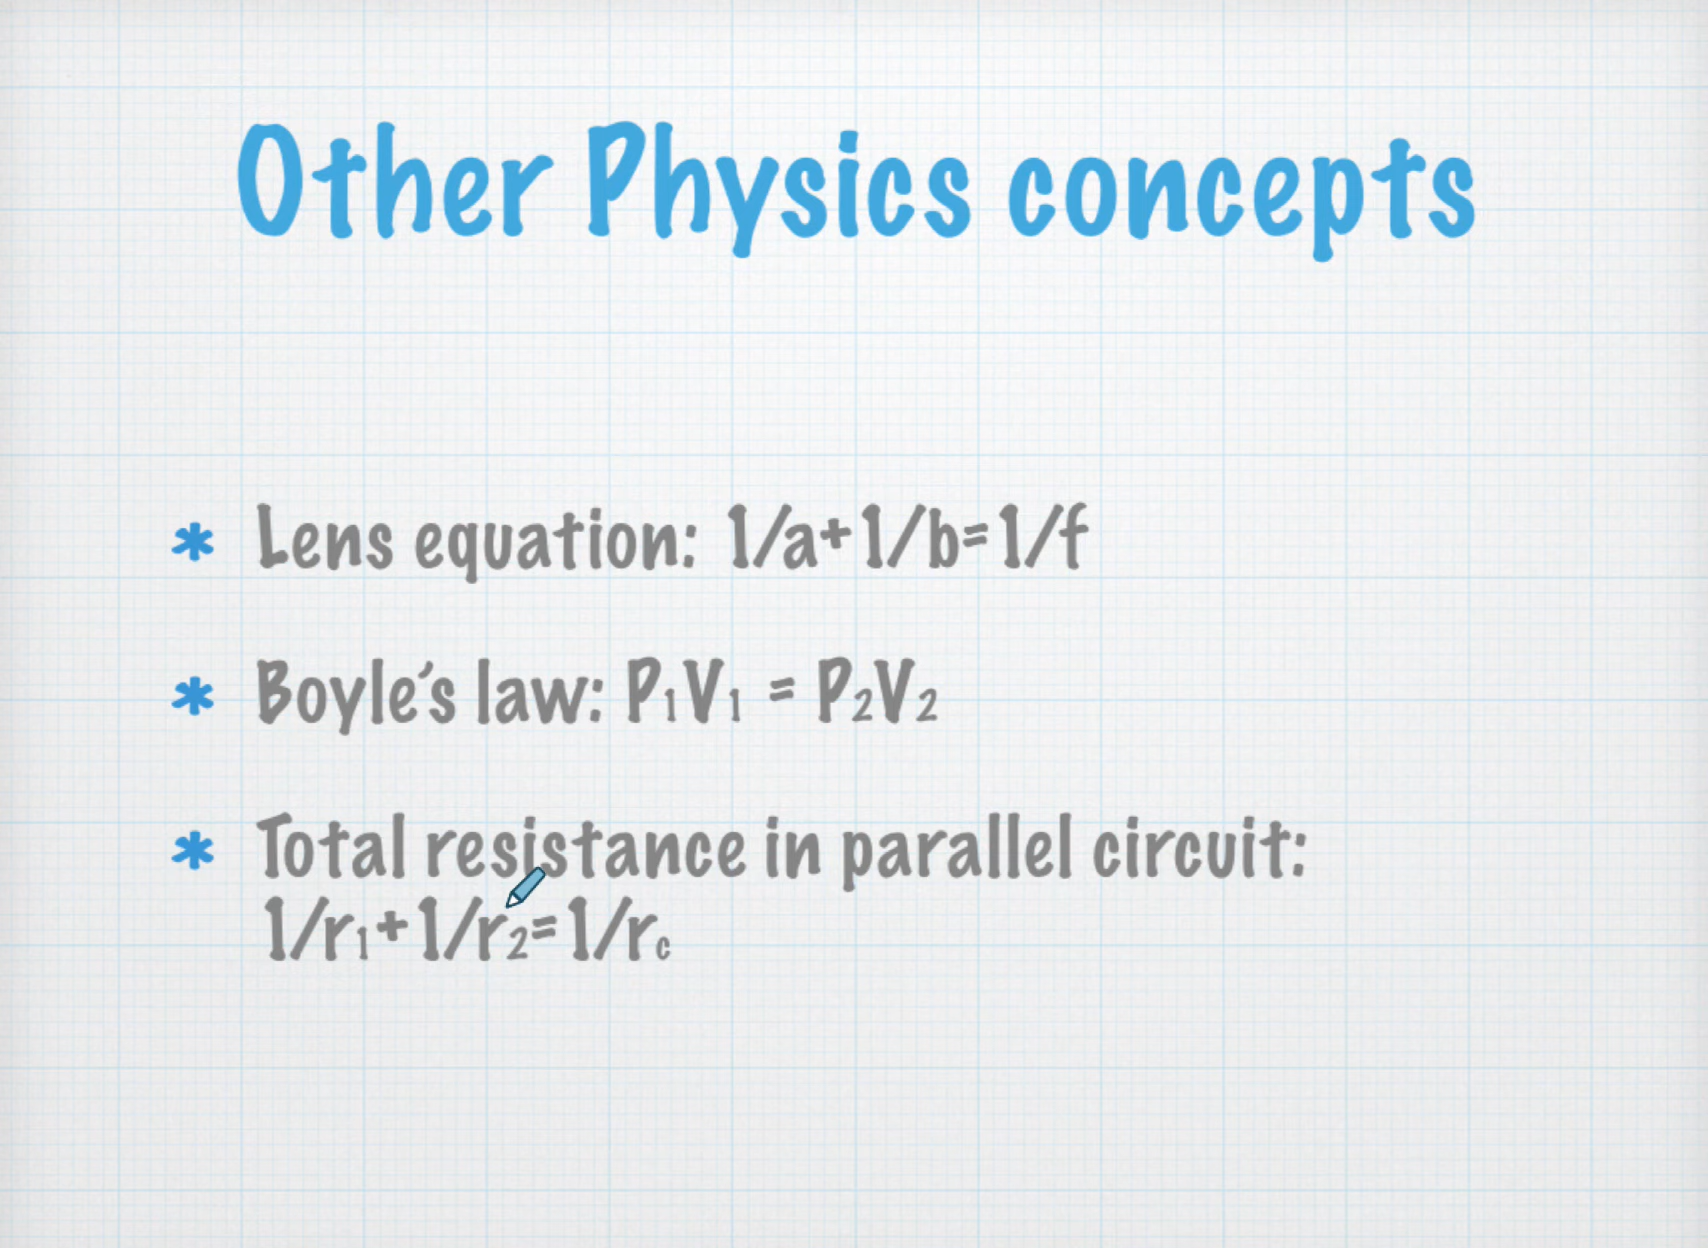 Other Physics concepts
* Lens equation: 1/a+1/b=1/f
* Boyle's law: P₁V₁ = P₂V₂
* Total resistance in parallel circuit:
1/r₁+1/r₂=1/r꜀